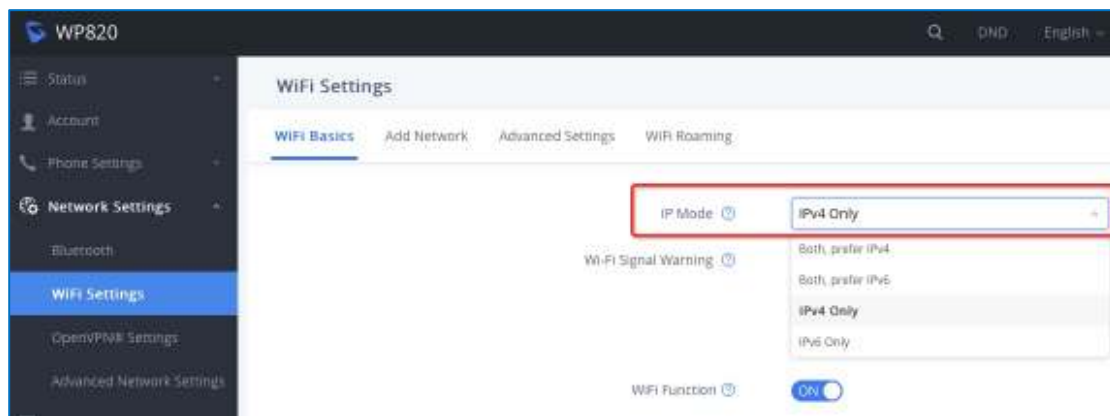 WP820
DND English
Status
Account
Phone Settings
Network Settings
Bluetooth
WiFi Settings
OpenVPN® Settings
Advanced Network Settings
WiFi Settings
WiFi Basics Add Network Advanced Settings WiFi Roaming
IP Mode IPv4 Only
Both, prefer IPv4
Wi-Fi Signal Warning
Both, prefer IPv6
IPv4 Only
IPv6 Only
WiFi Function ON